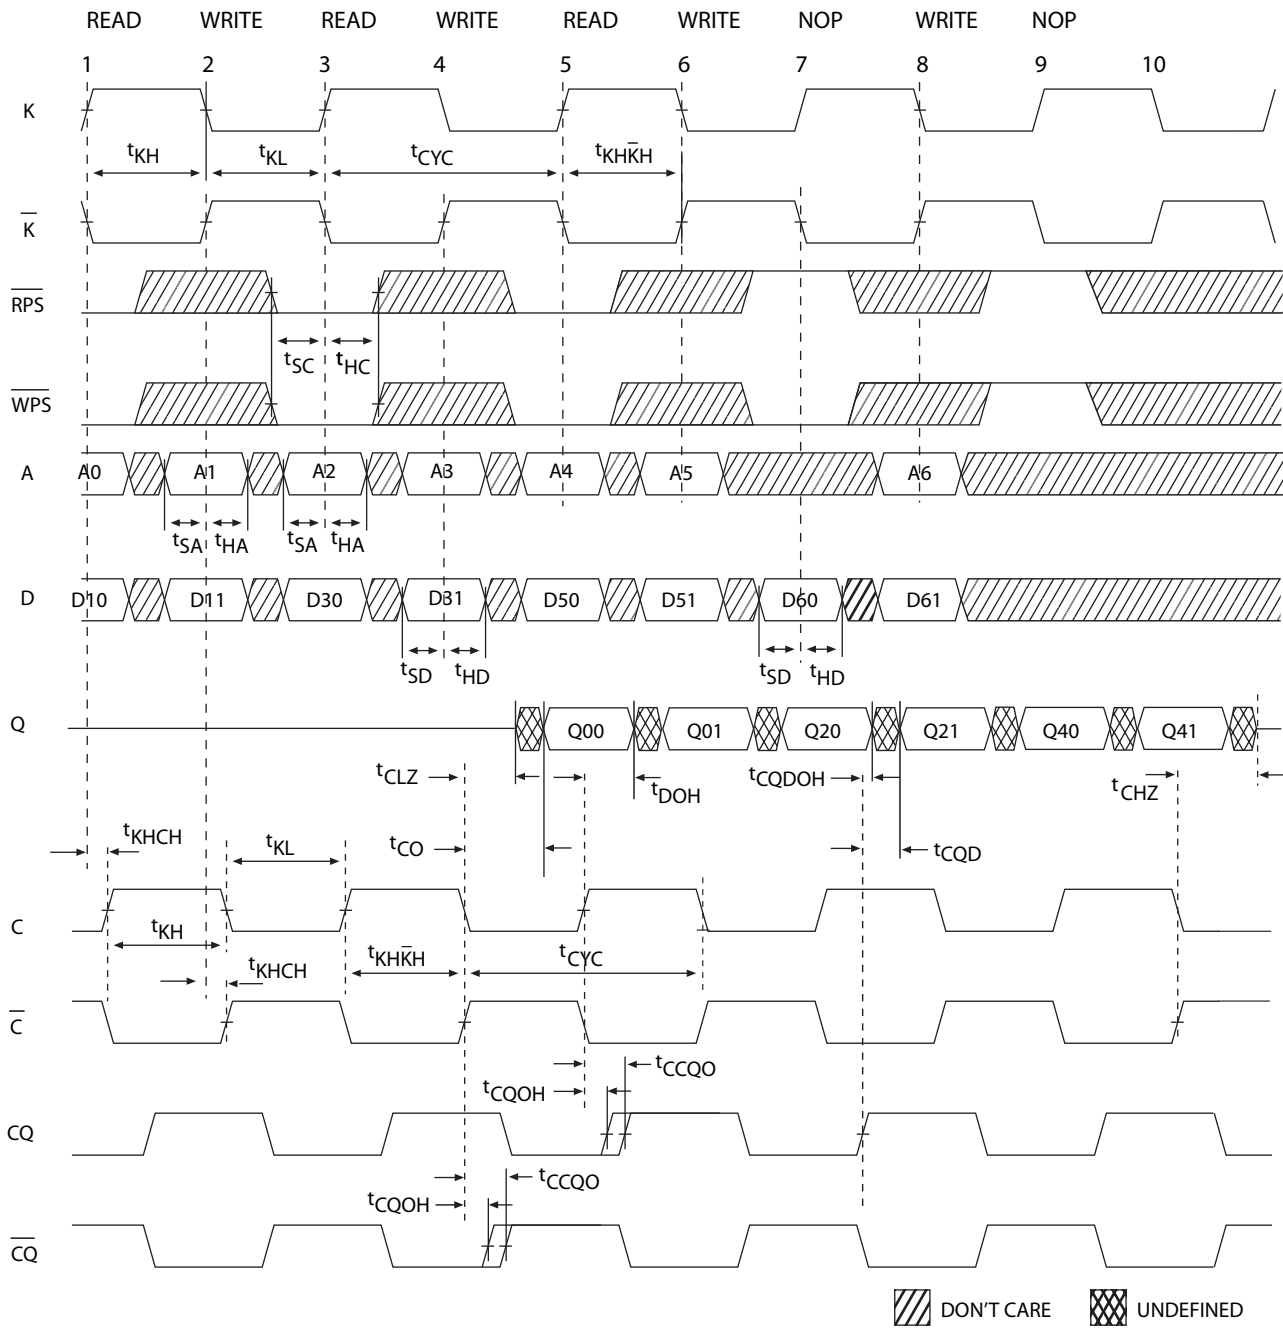 READ WRITE READ WRITE READ WRITE NOP WRITE NOP
1 2 3 4 5 6 7 8 9 10
K
tKH tKL tCYC tKHK̅H
K̅
R̅P̅S̅
tSC tHC
W̅P̅S̅
A A0 A1 A2 A3 A4 A5 A6
tSA tHA tSA tHA
D D10 D11 D30 D31 D50 D51 D60 D61
tSD tHD tSD tHD
Q Q00 Q01 Q20 Q21 Q40 Q41
tCLZ tDOH tCQDOH tCHZ
tKHCH tKL tCO tCQD
C
tKH tKHK̅H tCYC
tKHCH
C̅
tCCQO
tCQOH
CQ
tCCQO
tCQOH
C̅Q̅
DON'T CARE UNDEFINED